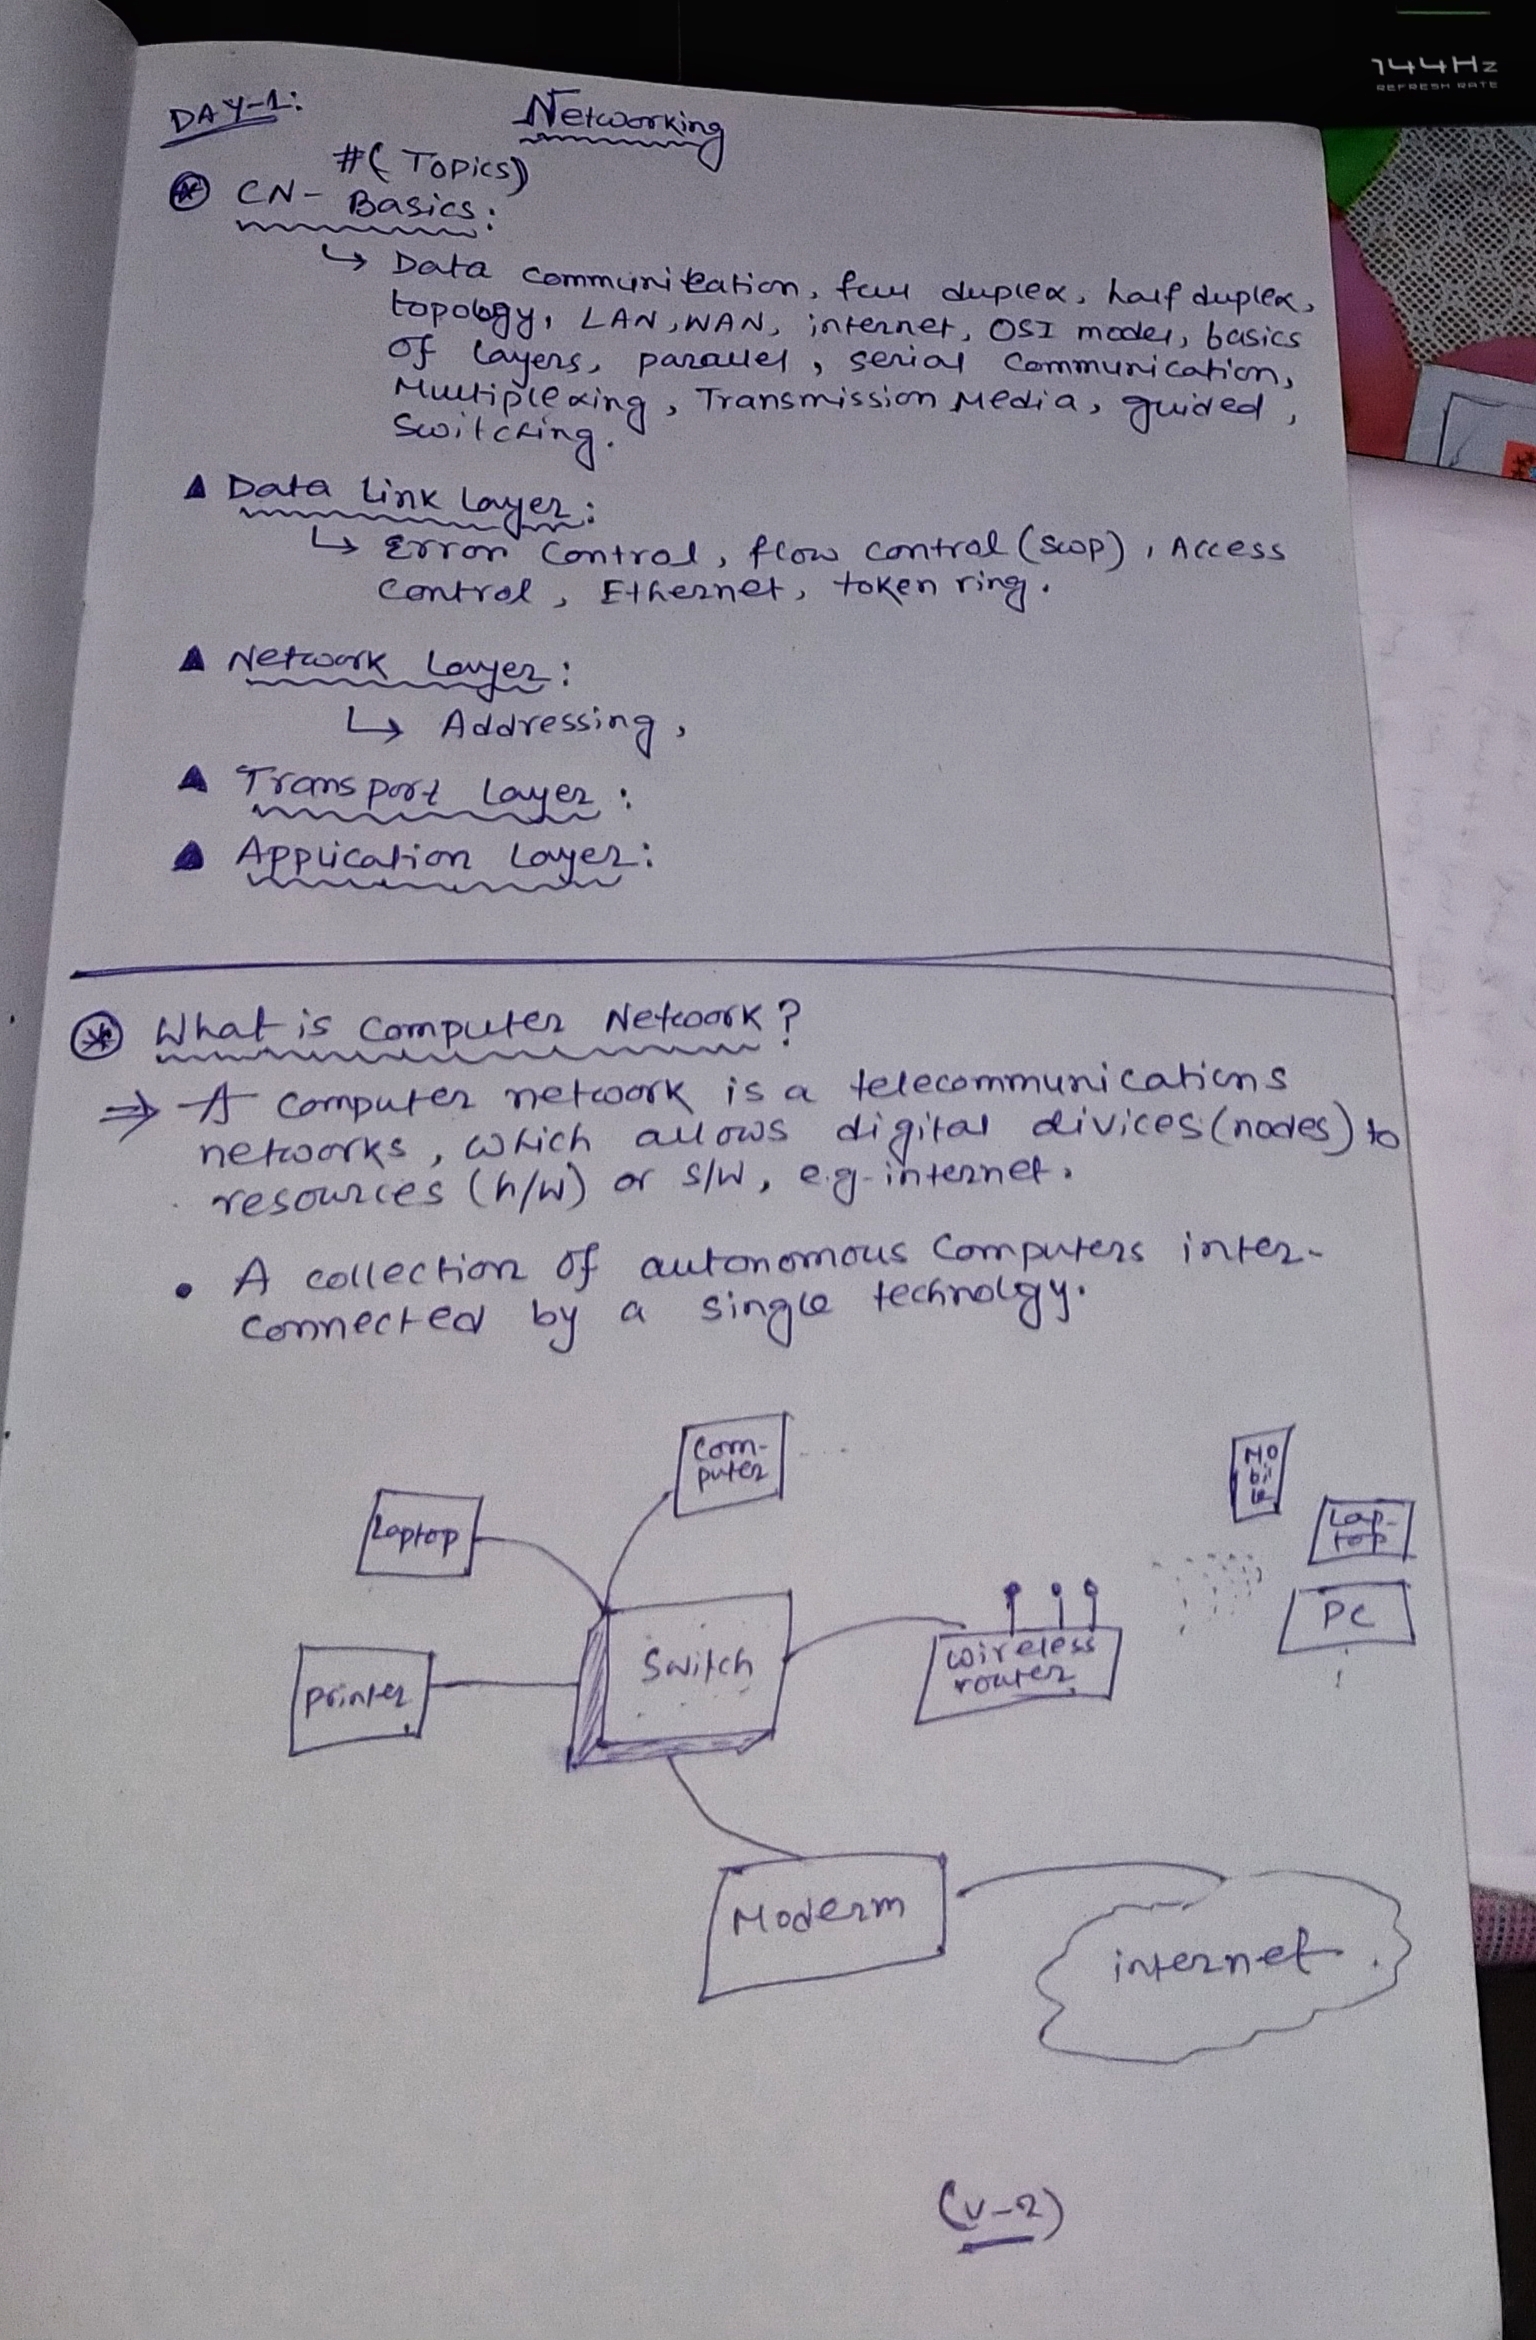 144Hz
REFRESH RATE
DAY-1:
Networking
#(Topics)
CN- Basics:
↳ Data communication, full duplex, half duplex,
topology, LAN, WAN, internet, OSI model, basics
of layers, parallel, serial communication,
Multiplexing, Transmission Media, guided,
Switching.
▲ Data Link Layer:
↳ Error Control, flow control (swp), Access
Control, Ethernet, token ring.
▲ Network Layer:
↳ Addressing,
▲ Transport Layer:
▲ Application Layer:
What is Computer Network?
⇒ A Computer network is a telecommunications
networks, which allows digital divices (nodes) to
resources (h/w) or s/w, e.g-internet.
• A collection of autonomous Computers inter-
connected by a single technolgy.
Com-
puter
Mo
bil
le
Laptop
Lap-
top
PC
Switch
Wireless
router
Printer
Moderm
internet
(V-2)